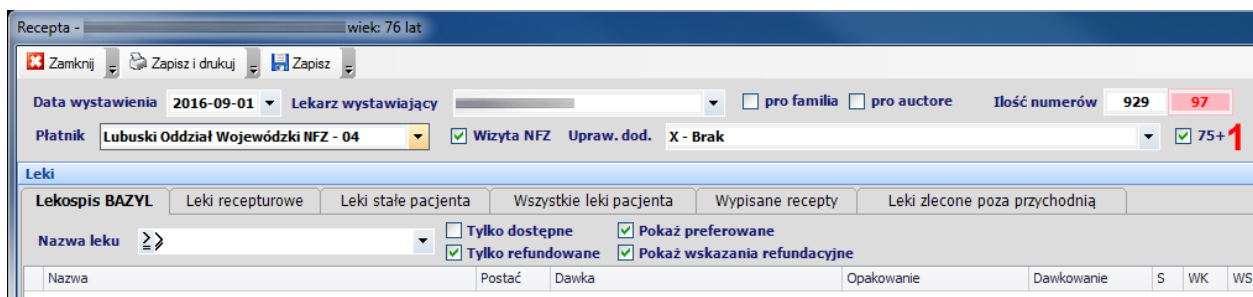 Recepta - wiek: 76 lat
Zamknij Zapisz i drukuj Zapisz
Data wystawienia 2016-09-01 Lekarz wystawiający pro familia pro auctore Ilość numerów 929 97
Płatnik Lubuski Oddział Wojewódzki NFZ - 04 Wizyta NFZ Upraw. dod. X - Brak 75+ 1
Leki
Lekospis BAZYL Leki recepturowe Leki stałe pacjenta Wszystkie leki pacjenta Wypisane recepty Leki zlecone poza przychodnią
Tylko dostępne Pokaż preferowane
Nazwa leku
Tylko refundowane Pokaż wskazania refundacyjne
Nazwa Postać Dawka Opakowanie Dawkowanie S WK WS